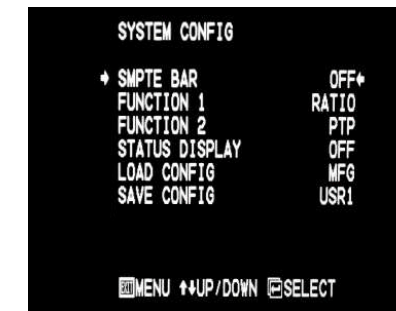 SYSTEM CONFIG
➧ SMPTE BAR OFF←
FUNCTION 1 RATIO
FUNCTION 2 PTP
STATUS DISPLAY OFF
LOAD CONFIG MFG
SAVE CONFIG USR1
EXIT MENU ↑↓UP/DOWN SELECT